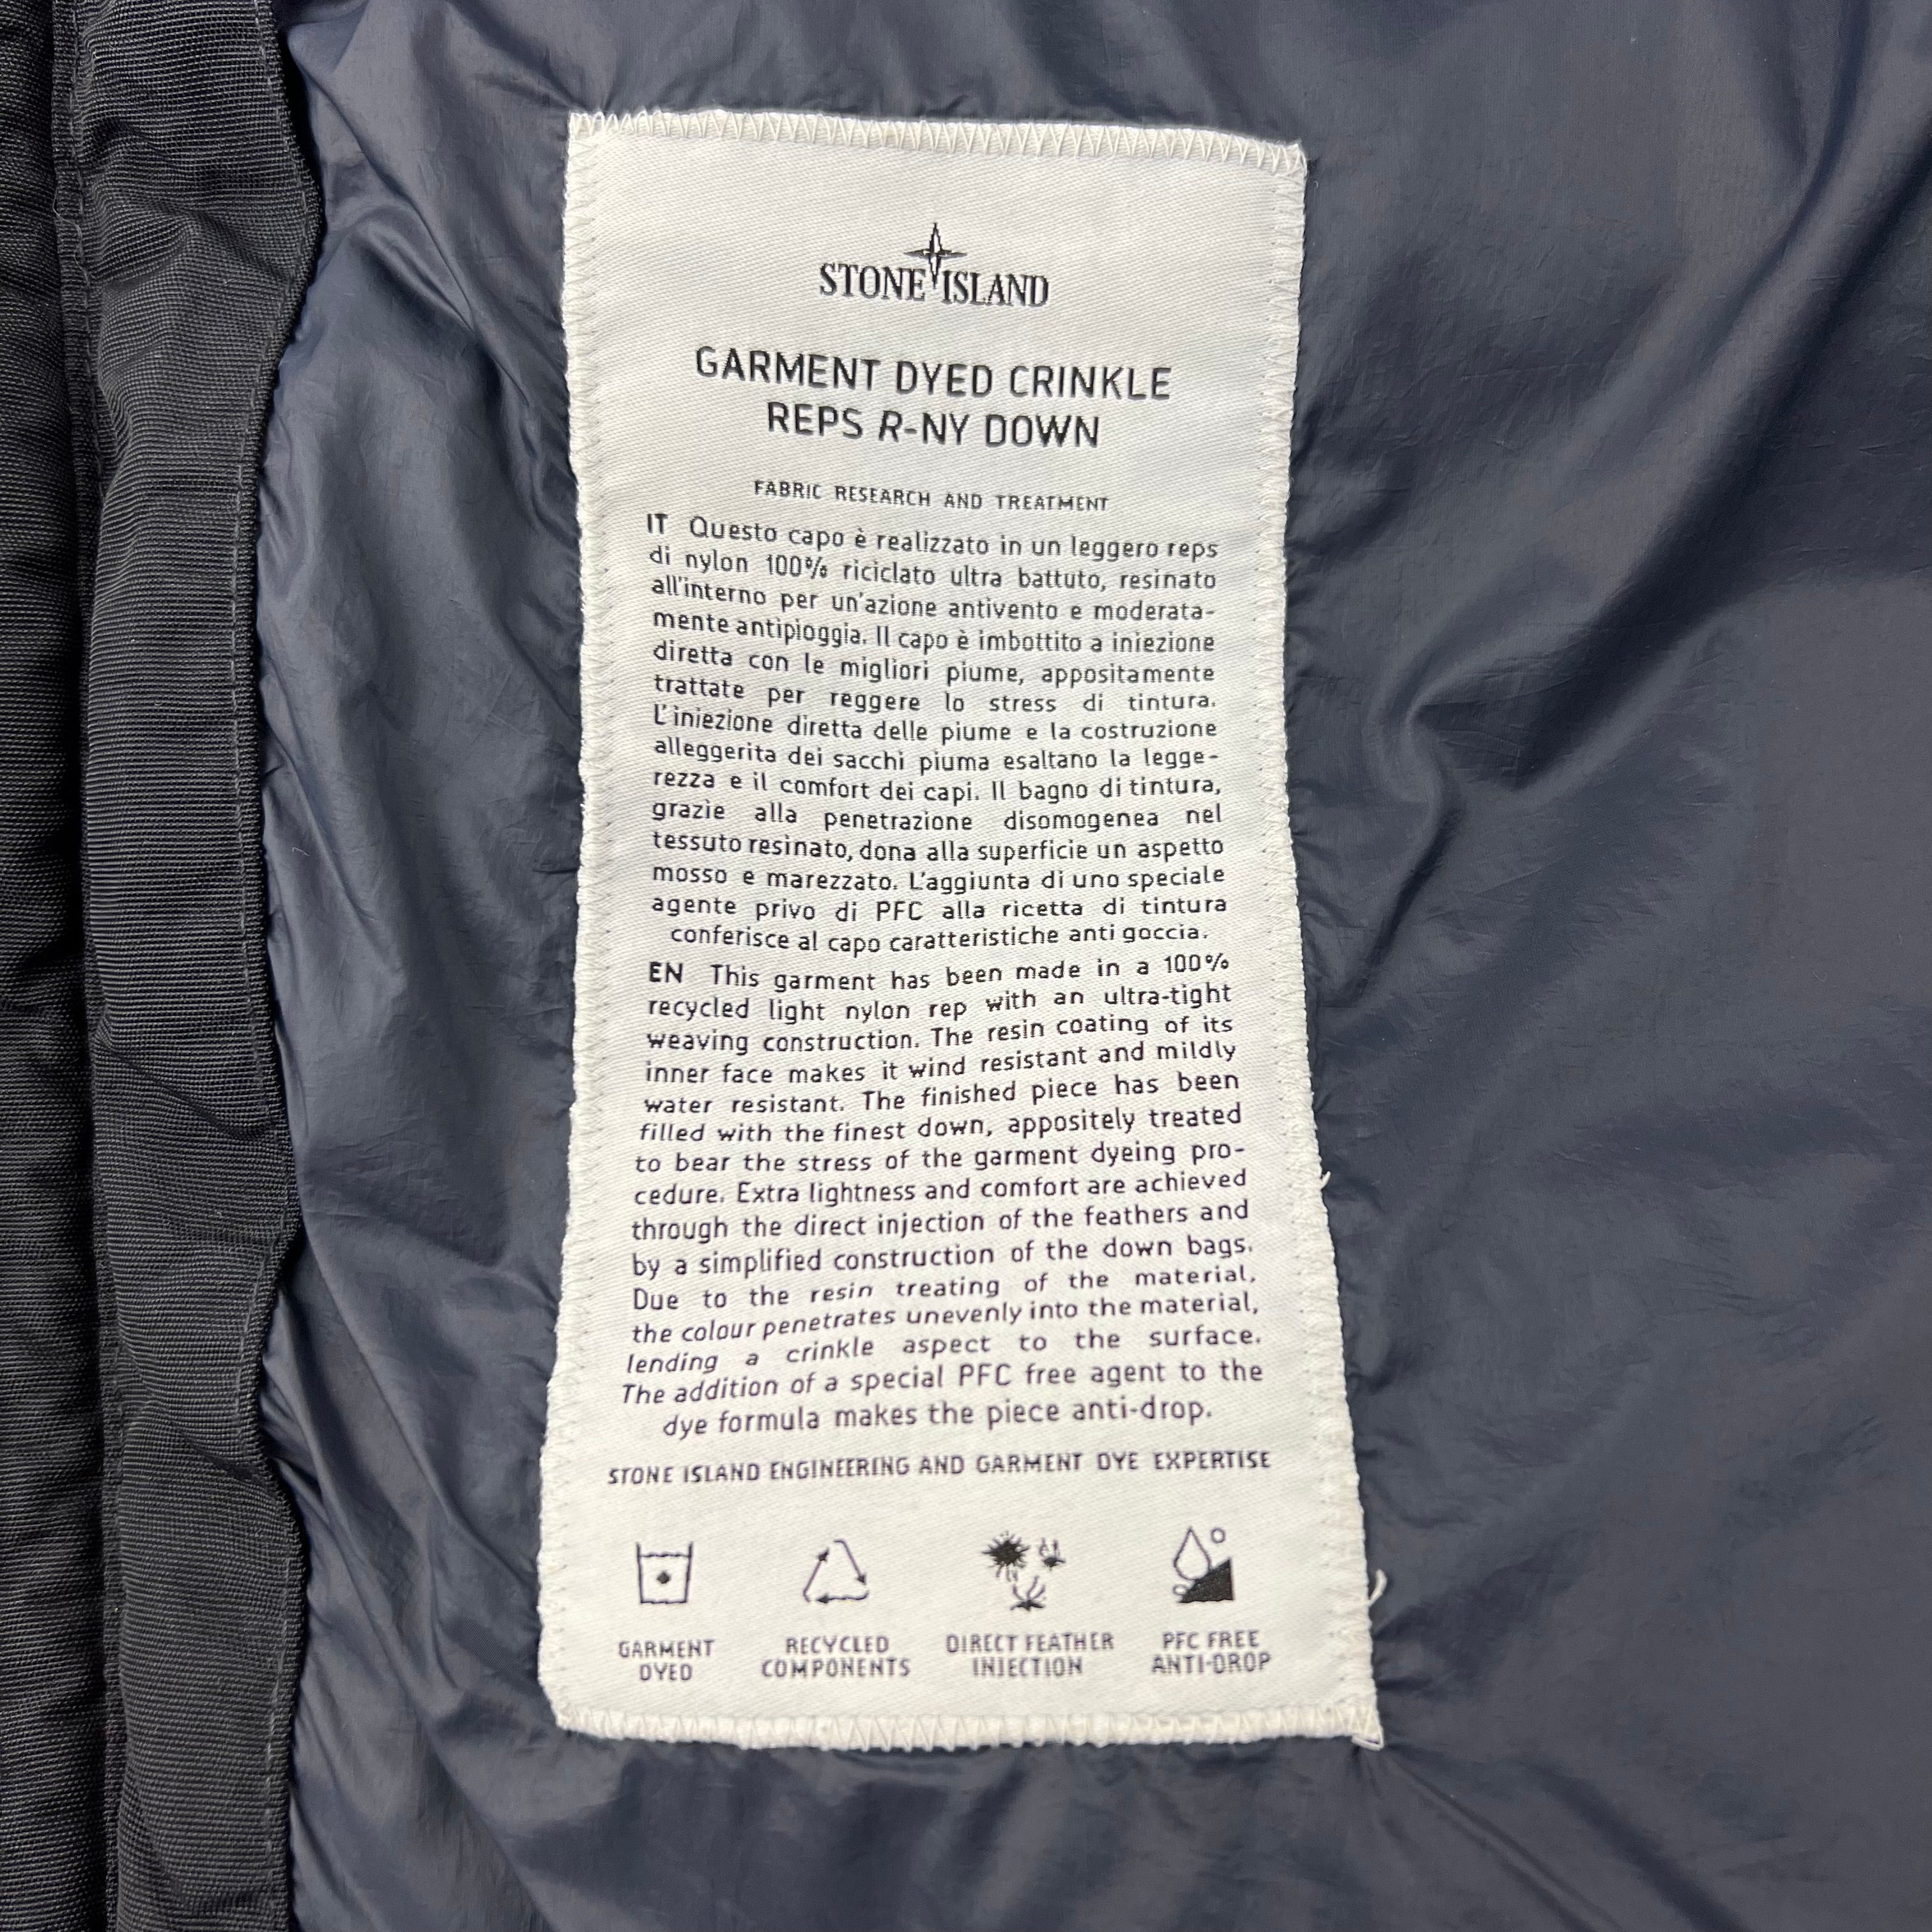 STONE ISLAND
GARMENT DYED CRINKLE
REPS R-NY DOWN
FABRIC RESEARCH AND TREATMENT
IT Questo capo è realizzato in un leggero reps
di nylon 100% riciclato ultra battuto, resinato
all'interno per un'azione antivento e moderata-
mente antipioggia. Il capo è imbottito a iniezione
diretta con le migliori piume, appositamente
trattate per reggere lo stress di tintura.
L'iniezione diretta delle piume e la costruzione
alleggerita dei sacchi piuma esaltano la legge-
rezza e il comfort dei capi. Il bagno di tintura,
grazie alla penetrazione disomogenea nel
tessuto resinato, dona alla superficie un aspetto
mosso e marezzato. L'aggiunta di uno speciale
agente privo di PFC alla ricetta di tintura
conferisce al capo caratteristiche anti goccia.
EN This garment has been made in a 100%
recycled light nylon rep with an ultra-tight
weaving construction. The resin coating of its
inner face makes it wind resistant and mildly
water resistant. The finished piece has been
filled with the finest down, appositely treated
to bear the stress of the garment dyeing pro-
cedure. Extra lightness and comfort are achieved
through the direct injection of the feathers and
by a simplified construction of the down bags.
Due to the resin treating of the material,
the colour penetrates unevenly into the material,
lending a crinkle aspect to the surface.
The addition of a special PFC free agent to the
dye formula makes the piece anti-drop.
STONE ISLAND ENGINEERING AND GARMENT DYE EXPERTISE
GARMENT DYED
RECYCLED COMPONENTS
DIRECT FEATHER INJECTION
PFC FREE ANTI-DROP